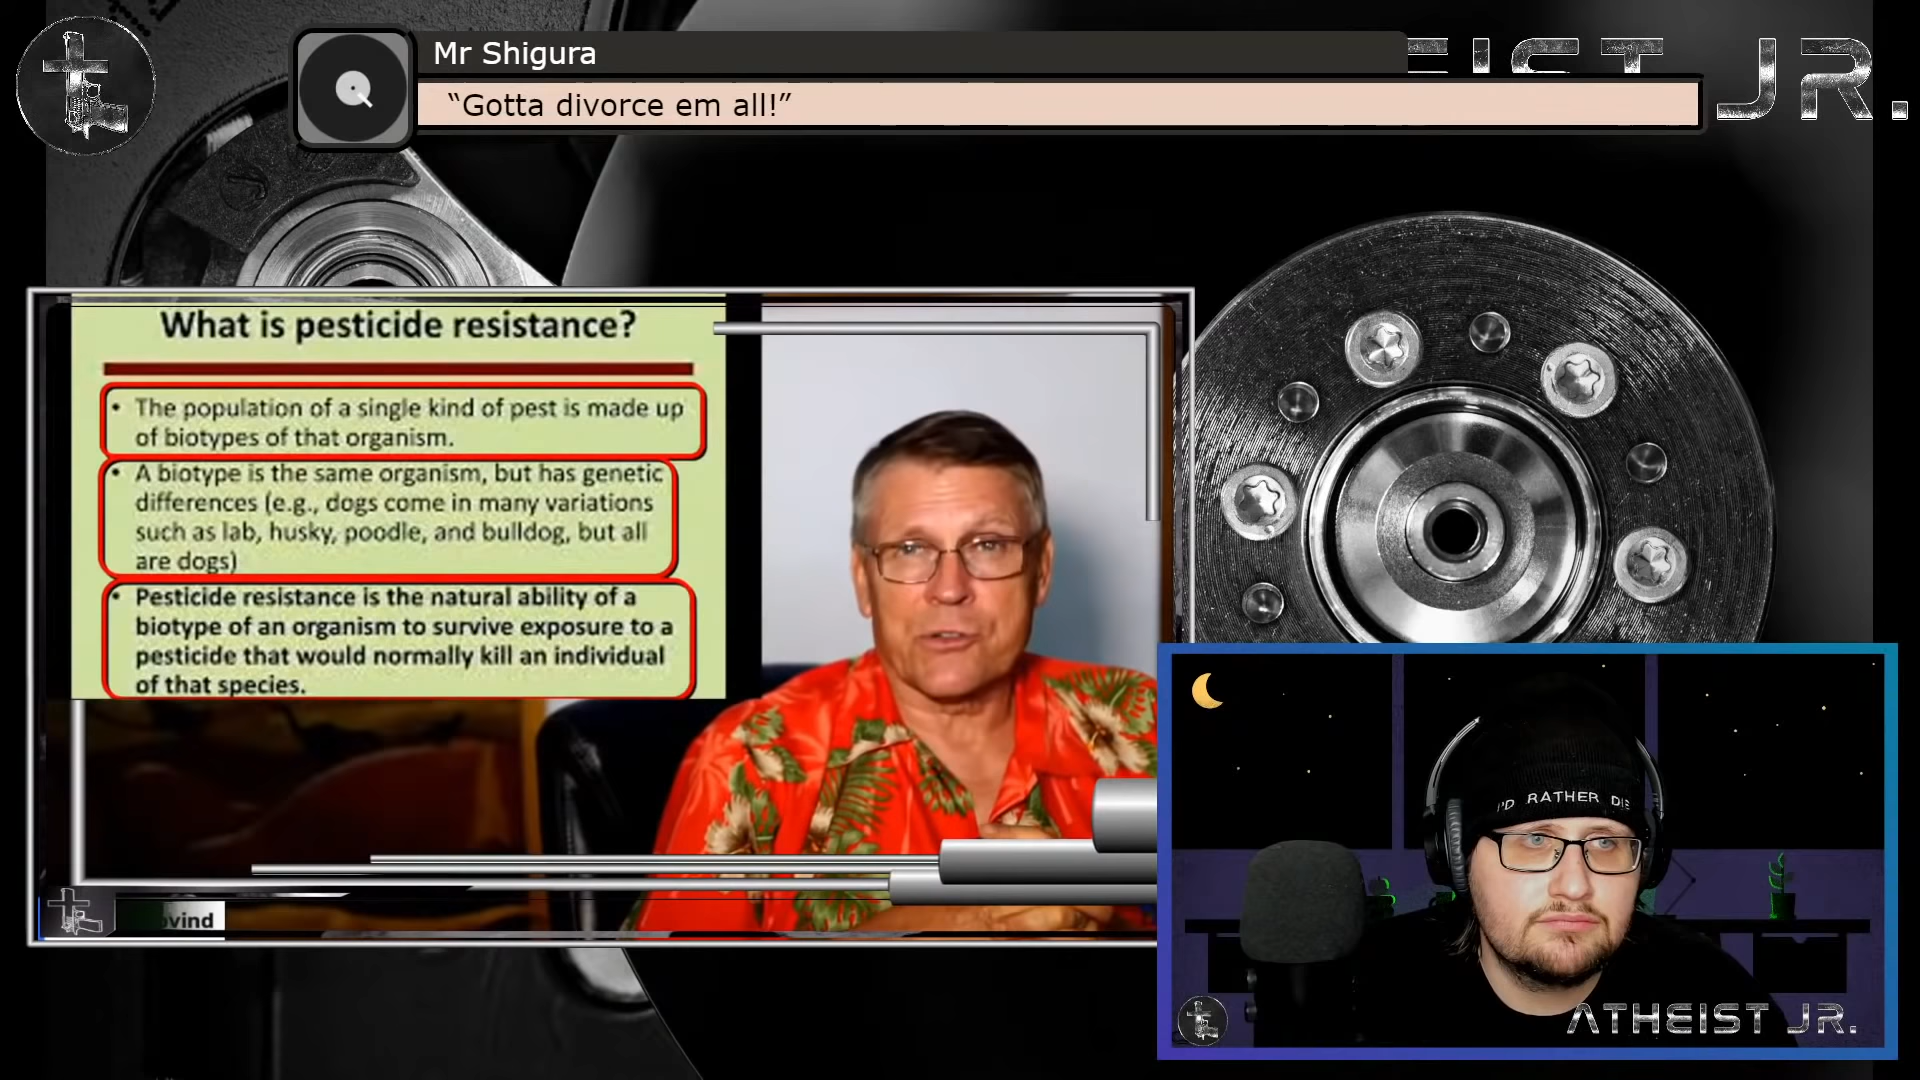 Mr Shigura
“Gotta divorce em all!”
EIST JR.
What is pesticide resistance?
• The population of a single kind of pest is made up
of biotypes of that organism.
• A biotype is the same organism, but has genetic
differences (e.g., dogs come in many variations
such as lab, husky, poodle, and bulldog, but all
are dogs)
• Pesticide resistance is the natural ability of a
biotype of an organism to survive exposure to a
pesticide that would normally kill an individual
of that species.
I'D RATHER DIE
ovind
ATHEIST JR.